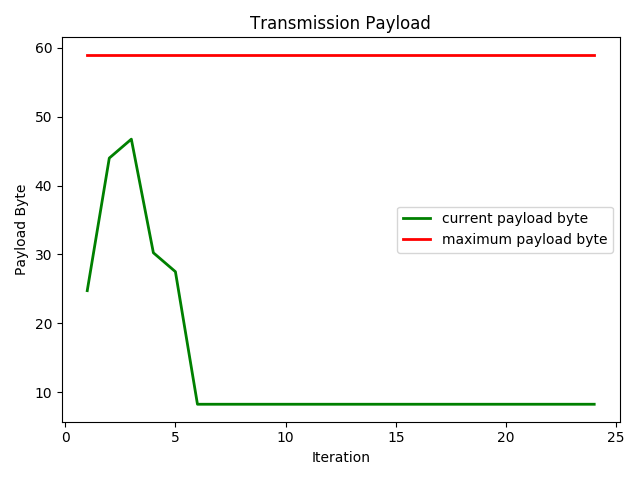 Transmission Payload
60
50
40
30
20
10
Payload Byte
current payload byte
maximum payload byte
0 5 10 15 20 25
Iteration